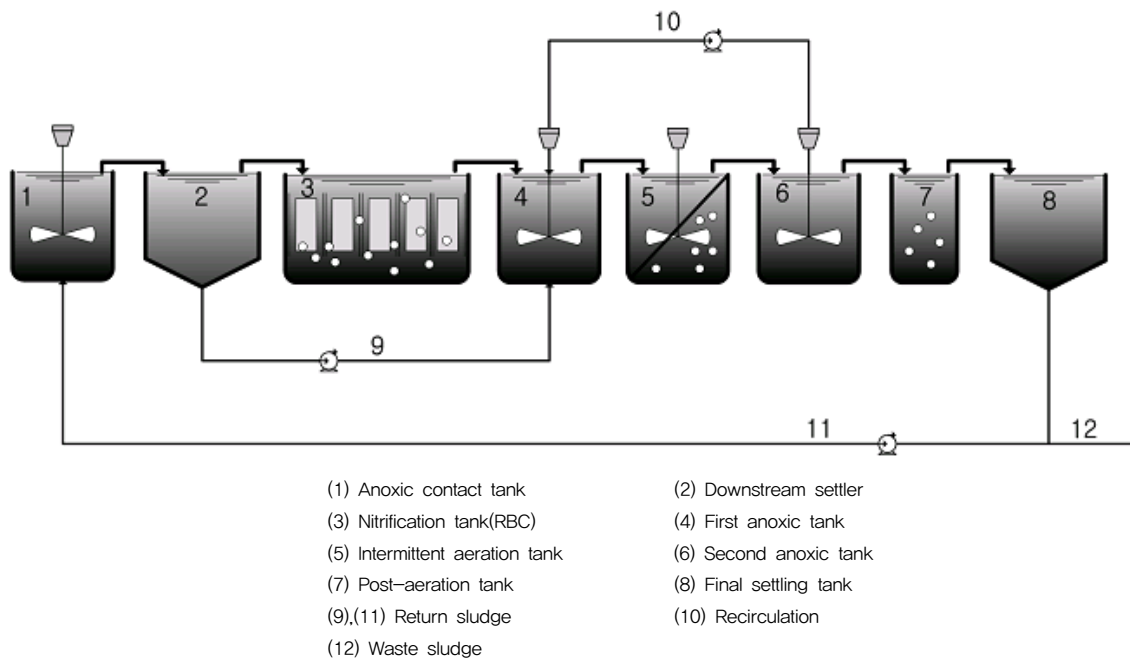 10
1
2
3
4
5
6
7
8
9
11
12
(1) Anoxic contact tank
(2) Downstream settler
(3) Nitrification tank(RBC)
(4) First anoxic tank
(5) Intermittent aeration tank
(6) Second anoxic tank
(7) Post-aeration tank
(8) Final settling tank
(9),(11) Return sludge
(10) Recirculation
(12) Waste sludge